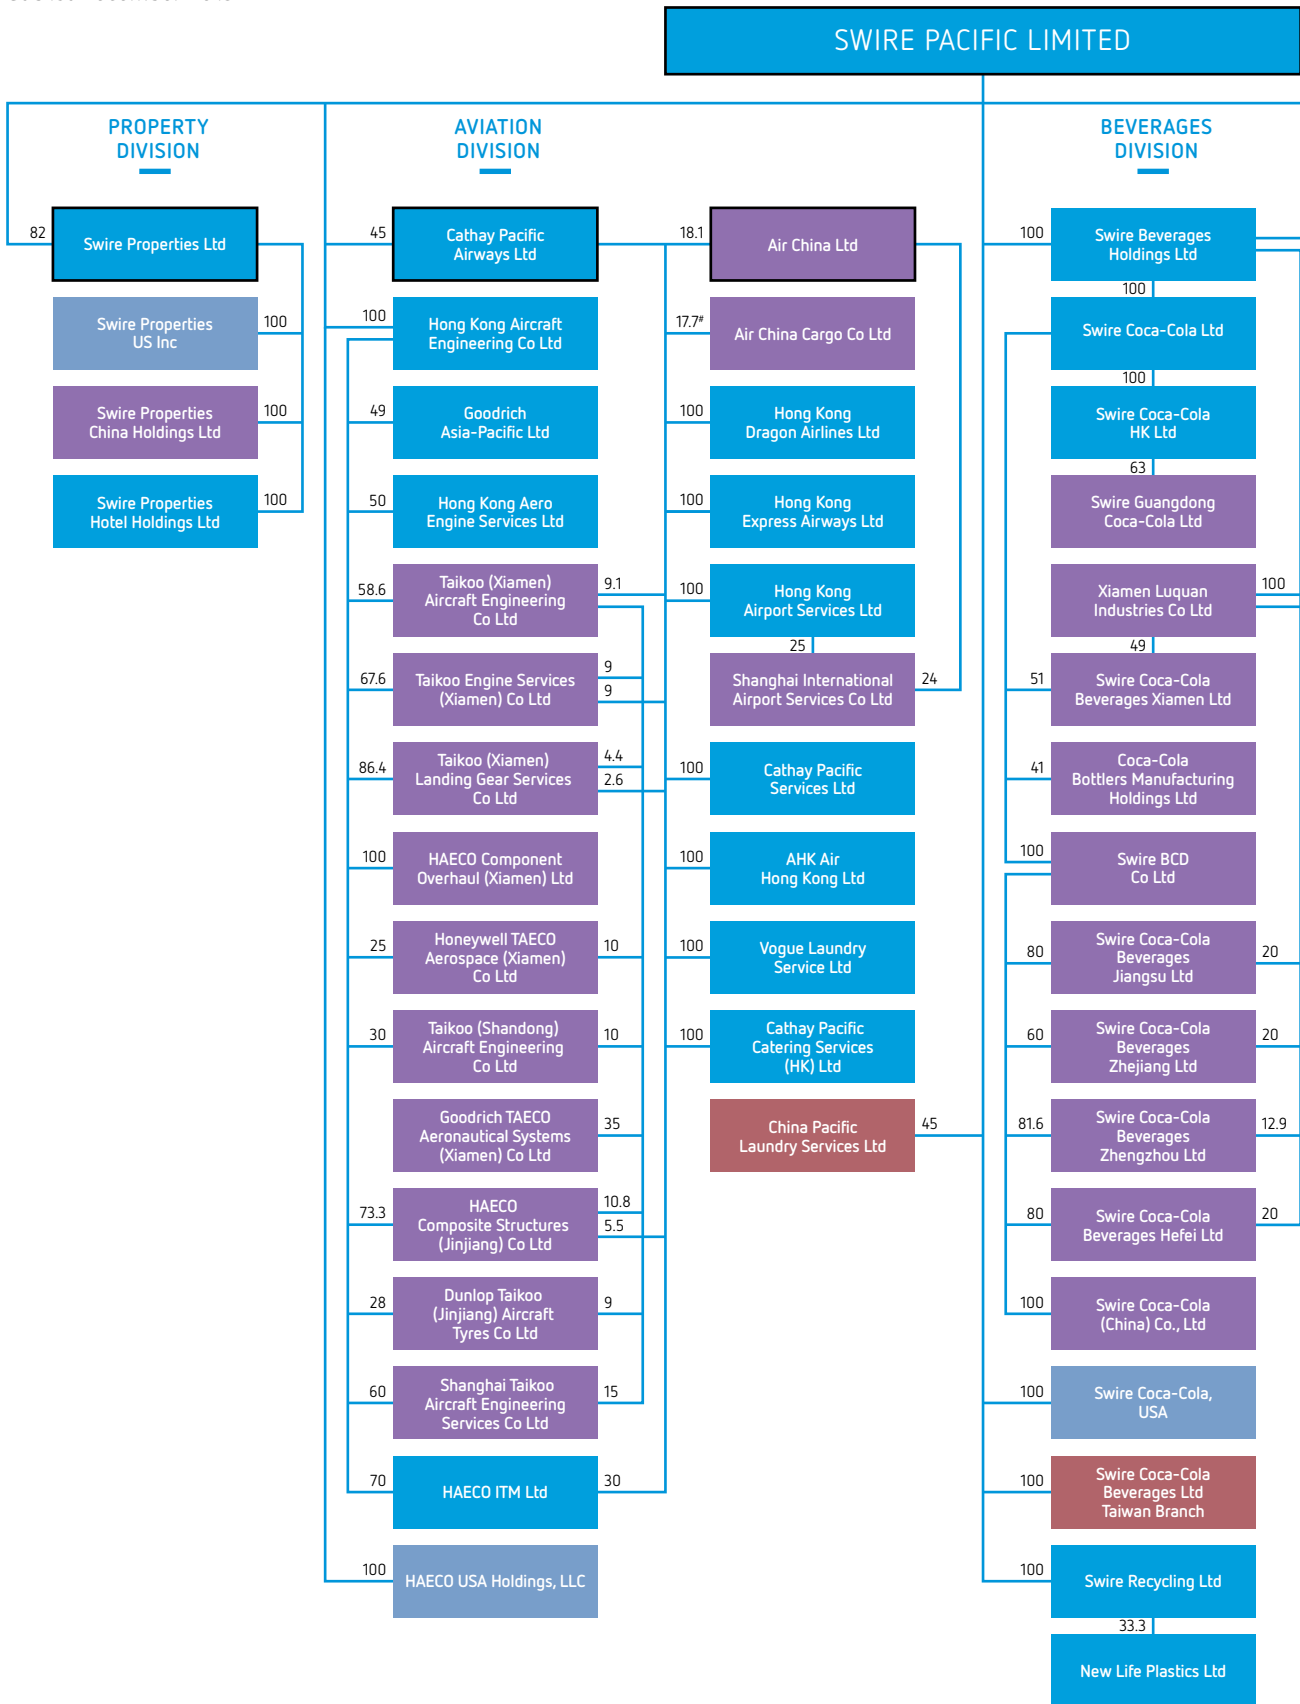 SWIRE PACIFIC LIMITED
PROPERTY
DIVISION
AVIATION
DIVISION
BEVERAGES
DIVISION
82
Swire Properties Ltd
Swire Properties
US Inc
100
Swire Properties
China Holdings Ltd
100
Swire Properties
Hotel Holdings Ltd
100
45
Cathay Pacific
Airways Ltd
100
Hong Kong Aircraft
Engineering Co Ltd
49
Goodrich
Asia-Pacific Ltd
50
Hong Kong Aero
Engine Services Ltd
58.6
Taikoo (Xiamen)
Aircraft Engineering
Co Ltd
9.1
67.6
Taikoo Engine Services
(Xiamen) Co Ltd
9
9
86.4
Taikoo (Xiamen)
Landing Gear Services
Co Ltd
4.4
2.6
100
HAECO Component
Overhaul (Xiamen) Ltd
25
Honeywell TAECO
Aerospace (Xiamen)
Co Ltd
10
30
Taikoo (Shandong)
Aircraft Engineering
Co Ltd
10
Goodrich TAECO
Aeronautical Systems
(Xiamen) Co Ltd
35
73.3
HAECO
Composite Structures
(Jinjiang) Co Ltd
10.8
5.5
28
Dunlop Taikoo
(Jinjiang) Aircraft
Tyres Co Ltd
9
60
Shanghai Taikoo
Aircraft Engineering
Services Co Ltd
15
70
HAECO ITM Ltd
30
100
HAECO USA Holdings, LLC
18.1
Air China Ltd
17.7#
Air China Cargo Co Ltd
100
Hong Kong
Dragon Airlines Ltd
100
Hong Kong
Express Airways Ltd
100
Hong Kong
Airport Services Ltd
25
Shanghai International
Airport Services Co Ltd
24
100
Cathay Pacific
Services Ltd
100
AHK Air
Hong Kong Ltd
100
Vogue Laundry
Service Ltd
100
Cathay Pacific
Catering Services
(HK) Ltd
China Pacific
Laundry Services Ltd
45
100
Swire Beverages
Holdings Ltd
100
Swire Coca-Cola Ltd
100
Swire Coca-Cola
HK Ltd
63
Swire Guangdong
Coca-Cola Ltd
Xiamen Luquan
Industries Co Ltd
100
49
51
Swire Coca-Cola
Beverages Xiamen Ltd
41
Coca-Cola
Bottlers Manufacturing
Holdings Ltd
100
Swire BCD
Co Ltd
80
Swire Coca-Cola
Beverages
Jiangsu Ltd
20
60
Swire Coca-Cola
Beverages
Zhejiang Ltd
20
81.6
Swire Coca-Cola
Beverages
Zhengzhou Ltd
12.9
80
Swire Coca-Cola
Beverages Hefei Ltd
20
100
Swire Coca-Cola
(China) Co., Ltd
100
Swire Coca-Cola,
USA
100
Swire Coca-Cola
Beverages Ltd
Taiwan Branch
100
Swire Recycling Ltd
33.3
New Life Plastics Ltd